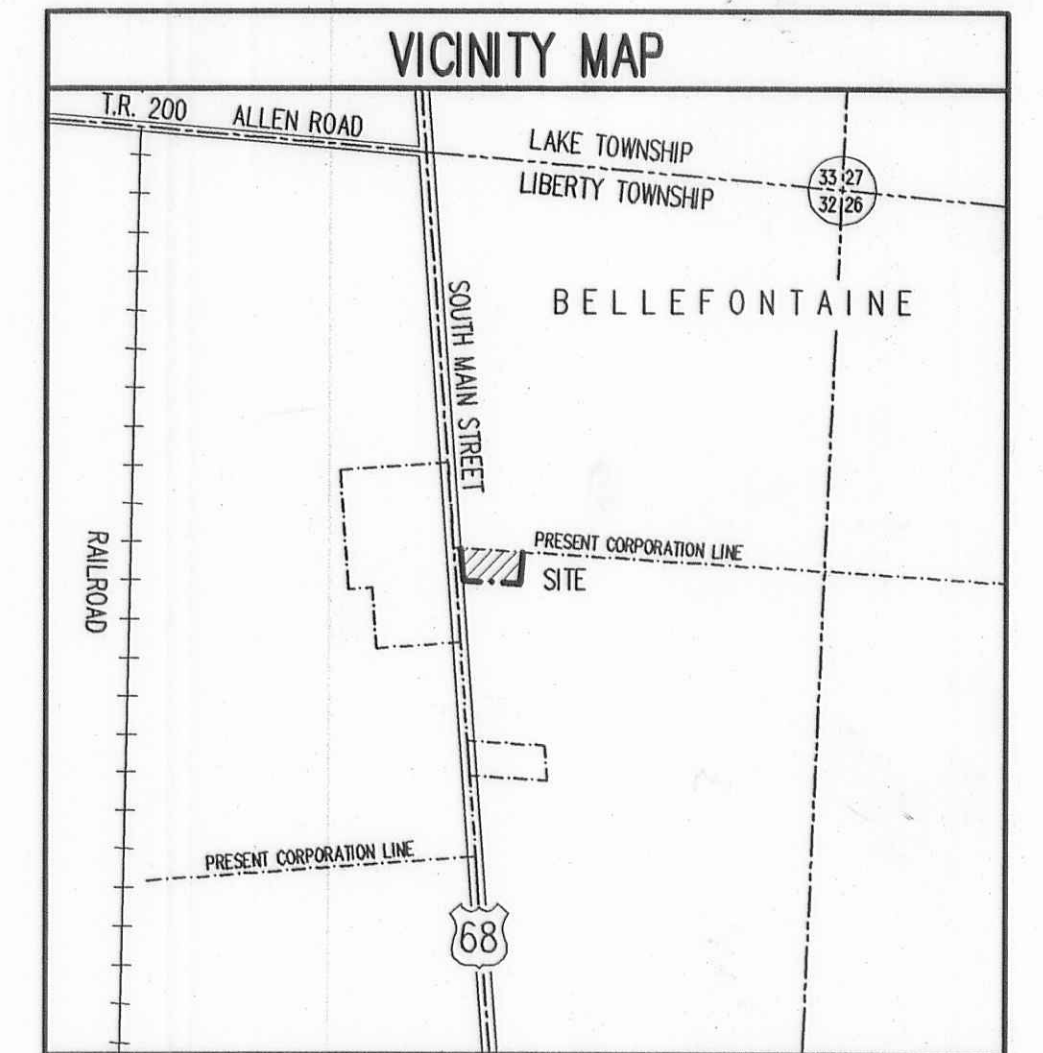 VICINITY MAP
T.R. 200 ALLEN ROAD
LAKE TOWNSHIP
LIBERTY TOWNSHIP
33 27
32 26
BELLEFONTAINE
SOUTH MAIN STREET
PRESENT CORPORATION LINE
SITE
RAILROAD
PRESENT CORPORATION LINE
68